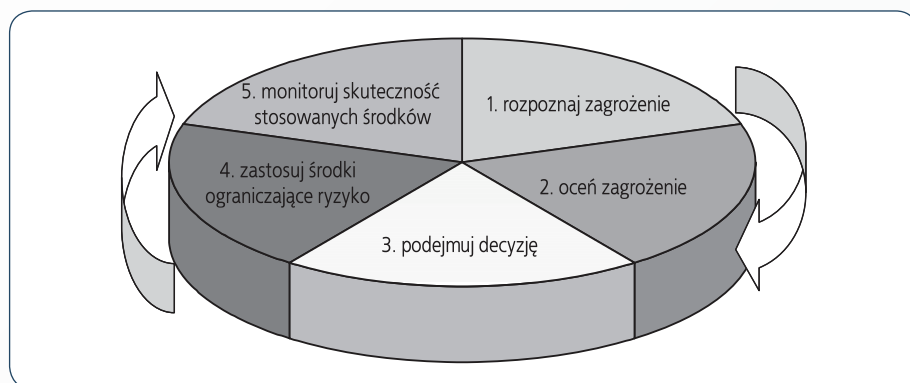 1. rozpoznaj zagrożenie
2. oceń zagrożenie
3. podejmuj decyzję
4. zastosuj środki
ograniczające ryzyko
5. monitoruj skuteczność
stosowanych środków